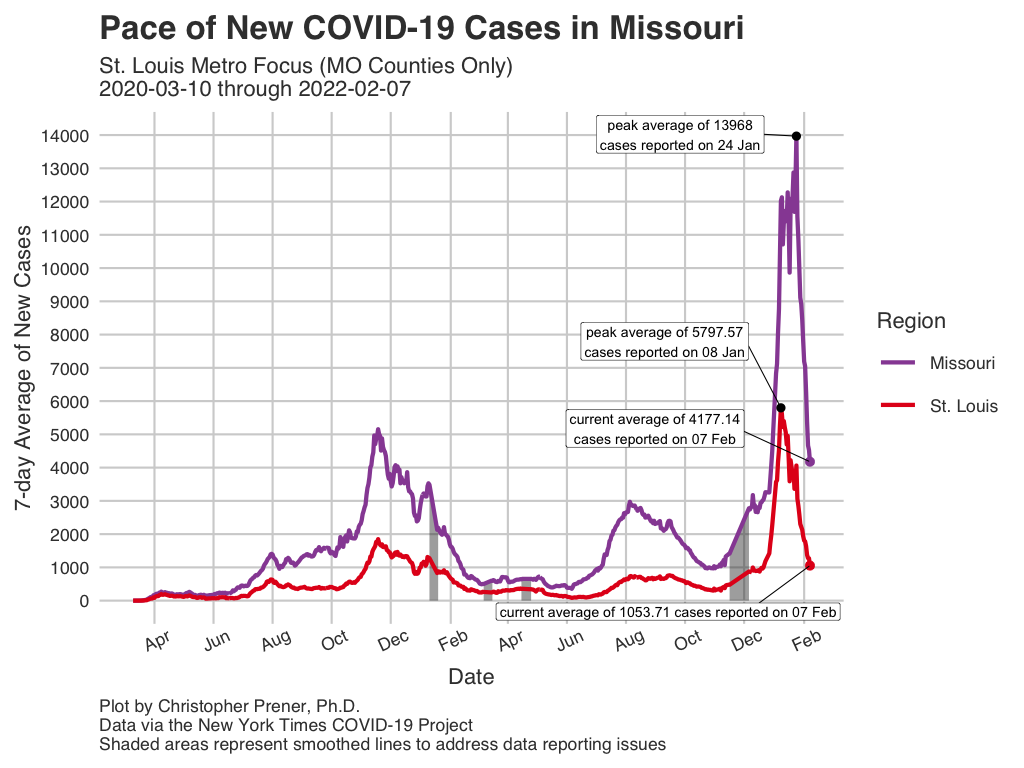 Pace of New COVID-19 Cases in Missouri
St. Louis Metro Focus (MO Counties Only)
2020-03-10 through 2022-02-07
7-day Average of New Cases
14000
13000
12000
11000
10000
9000
8000
7000
6000
5000
4000
3000
2000
1000
0
peak average of 13968
cases reported on 24 Jan
peak average of 5797.57
cases reported on 08 Jan
current average of 4177.14
cases reported on 07 Feb
current average of 1053.71 cases reported on 07 Feb
Region
Missouri
St. Louis
Apr
Jun
Aug
Oct
Dec
Feb
Apr
Jun
Aug
Oct
Dec
Feb
Date
Plot by Christopher Prener, Ph.D.
Data via the New York Times COVID-19 Project
Shaded areas represent smoothed lines to address data reporting issues